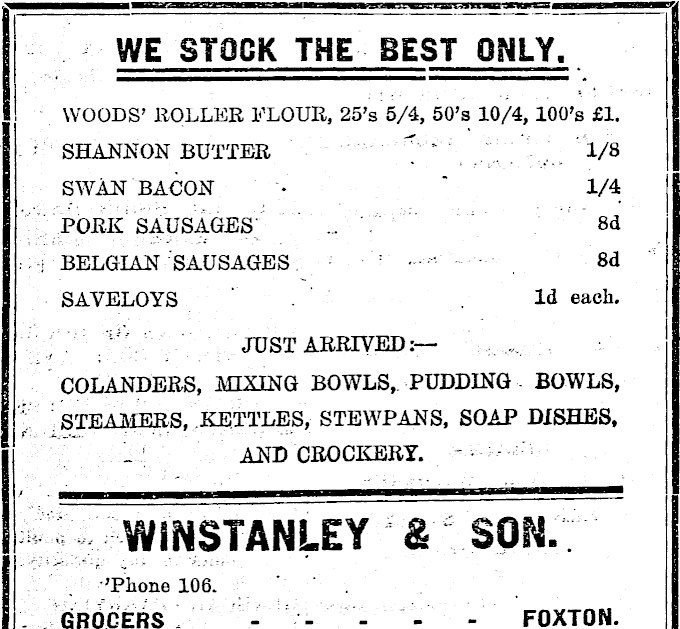 WE STOCK THE BEST ONLY.
WOODS' ROLLER FLOUR, 25's 5/4, 50's 10/4, 100's £1.
SHANNON BUTTER 1/8
SWAN BACON 1/4
PORK SAUSAGES 8d
BELGIAN SAUSAGES 8d
SAVELOYS 1d each.
JUST ARRIVED:—
COLANDERS, MIXING BOWLS, PUDDING BOWLS,
STEAMERS, KETTLES, STEWPANS, SOAP DISHES,
AND CROCKERY.
WINSTANLEY & SON.
'Phone 106.
GROCERS - - - - - FOXTON.